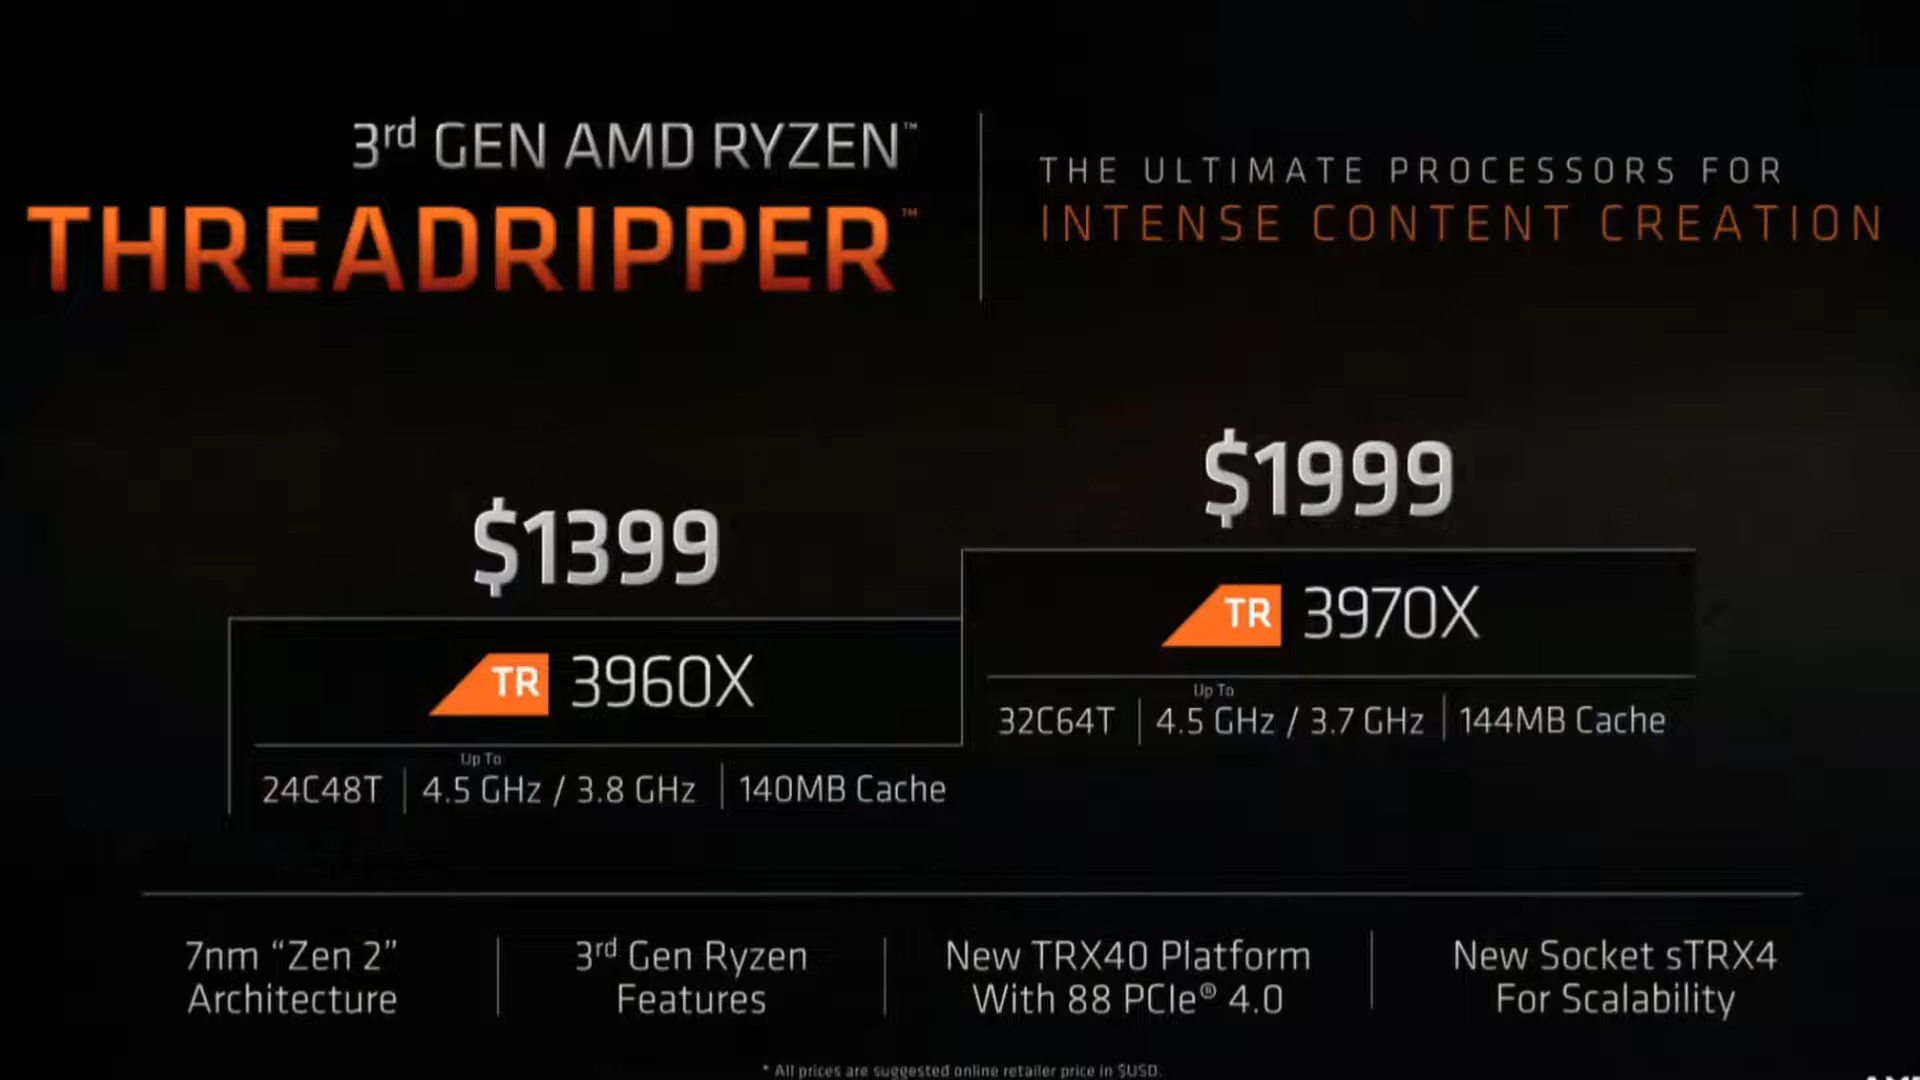 3rd GEN AMD RYZEN™
THREADRIPPER™
THE ULTIMATE PROCESSORS FOR
INTENSE CONTENT CREATION
$1399
TR 3960X
Up To
24C48T | 4.5 GHz / 3.8 GHz | 140MB Cache
$1999
TR 3970X
Up To
32C64T | 4.5 GHz / 3.7 GHz | 144MB Cache
7nm “Zen 2”
Architecture
3rd Gen Ryzen
Features
New TRX40 Platform
With 88 PCIe® 4.0
New Socket sTRX4
For Scalability
* All prices are suggested online retailer price in $USD.